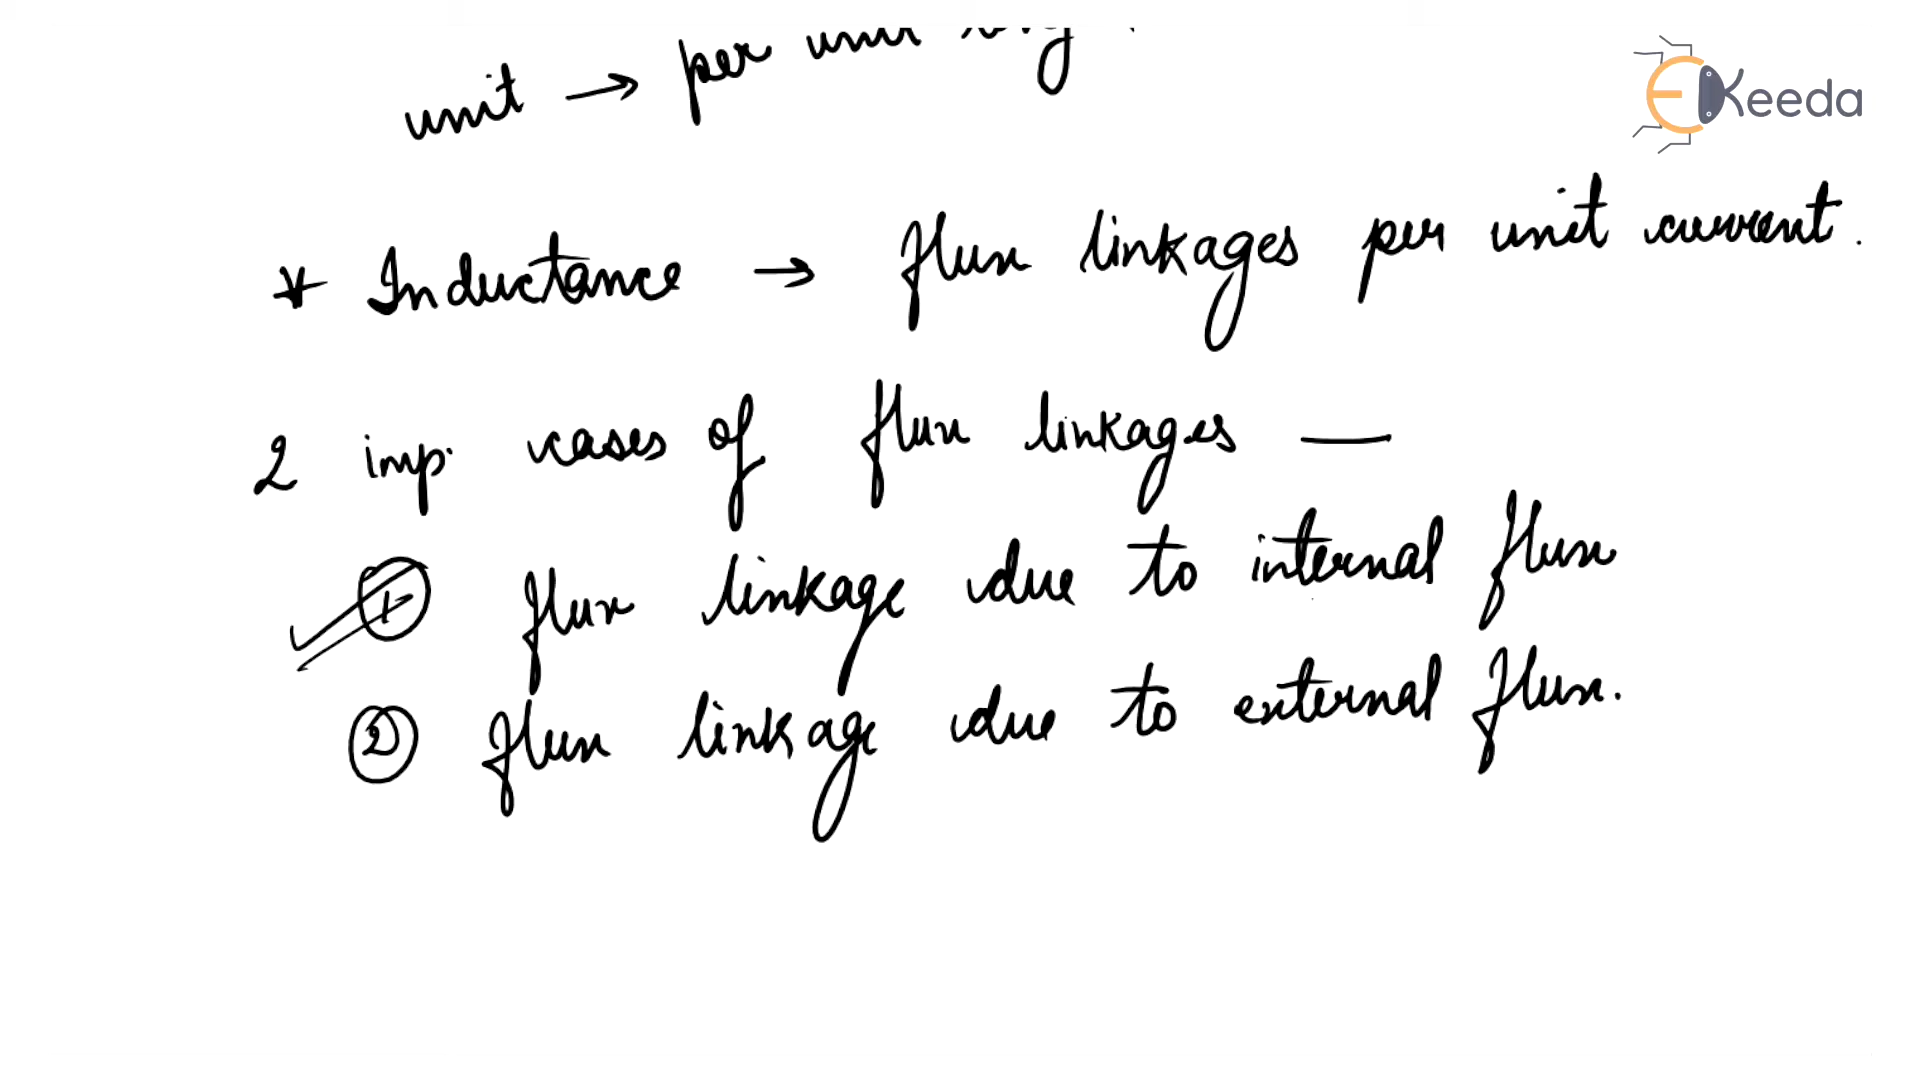 unit → per unit
EKeeda
* Inductance → flux linkages per unit current.
2 imp. cases of flux linkages —
① flux linkage due to internal flux
② flux linkage due to external flux.